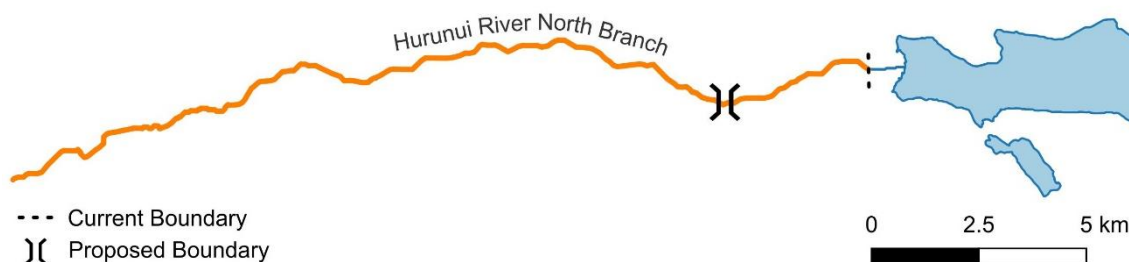 Hurunui River North Branch
Current Boundary
Proposed Boundary
0 2.5 5 km